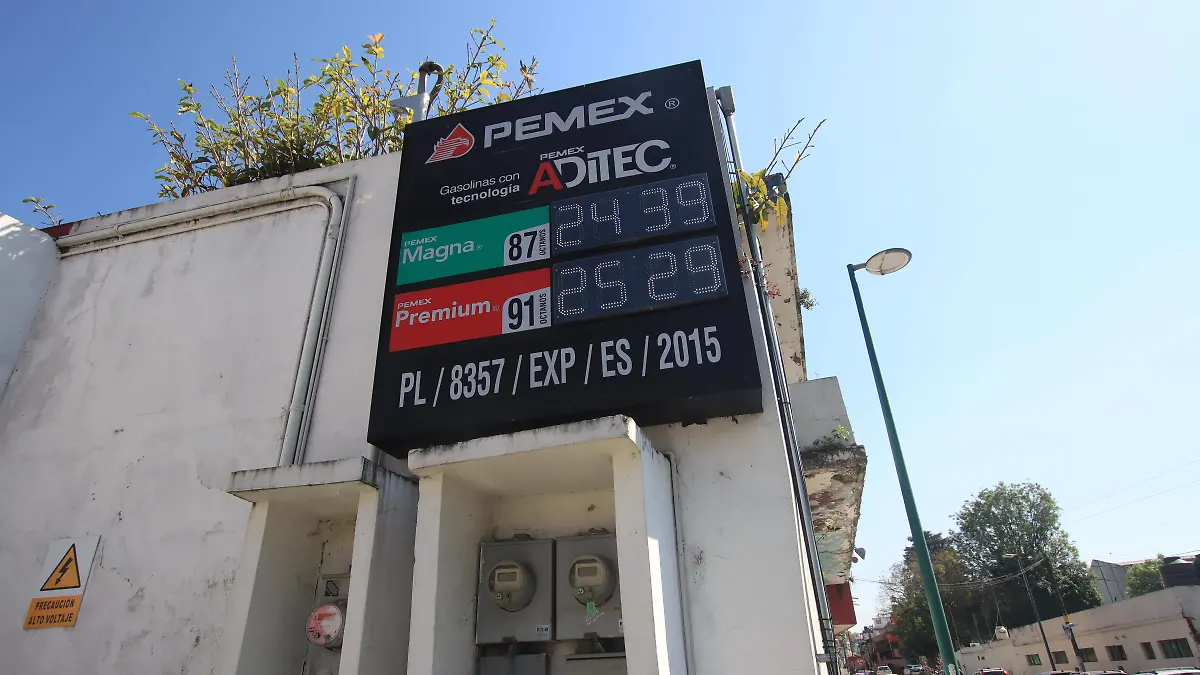 PEMEX ®
Gasolinas con
tecnología
PEMEX
ADITEC®
PEMEX
Magna®
87
OCTANOS
24 39
PEMEX
Premium®
91
OCTANOS
25 29
PL / 8357 / EXP / ES / 2015
PRECAUCIÓN
ALTO VOLTAJE